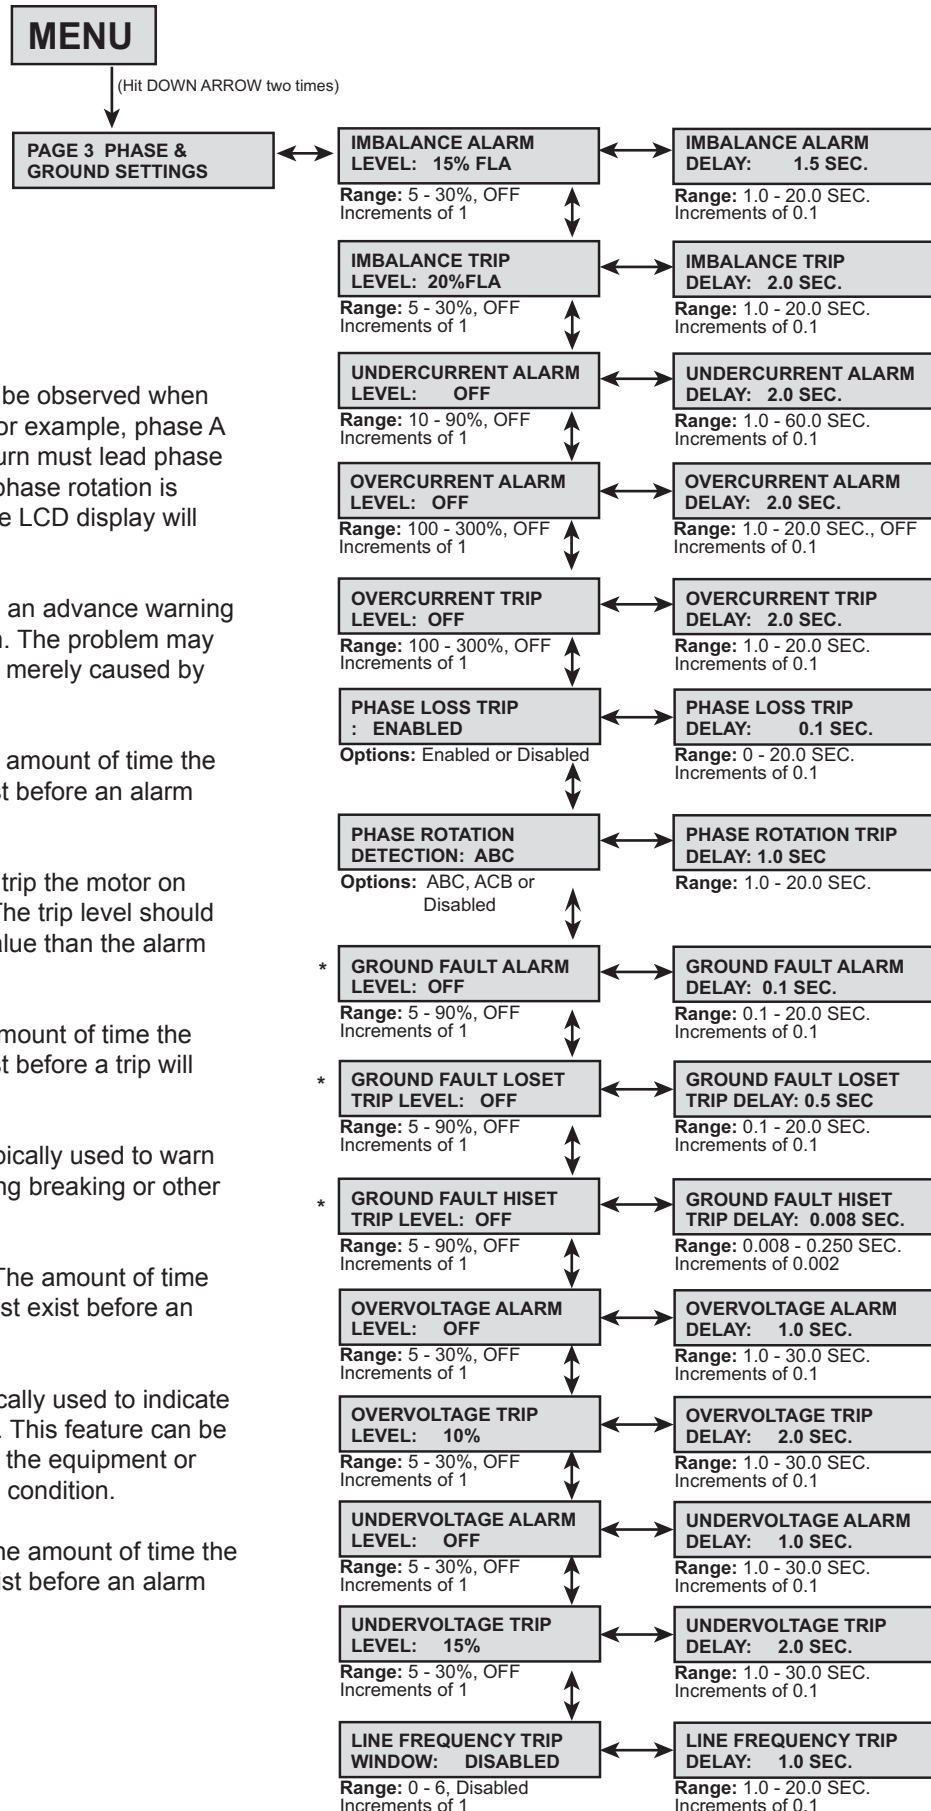 MENU
(Hit DOWN ARROW two times)
PAGE 3 PHASE &
GROUND SETTINGS
IMBALANCE ALARM
LEVEL: 15% FLA
Range: 5 - 30%, OFF
Increments of 1
IMBALANCE ALARM
DELAY: 1.5 SEC.
Range: 1.0 - 20.0 SEC.
Increments of 0.1
IMBALANCE TRIP
LEVEL: 20%FLA
Range: 5 - 30%, OFF
Increments of 1
IMBALANCE TRIP
DELAY: 2.0 SEC.
Range: 1.0 - 20.0 SEC.
Increments of 0.1
UNDERCURRENT ALARM
LEVEL: OFF
Range: 10 - 90%, OFF
Increments of 1
UNDERCURRENT ALARM
DELAY: 2.0 SEC.
Range: 1.0 - 60.0 SEC.
Increments of 0.1
OVERCURRENT ALARM
LEVEL: OFF
Range: 100 - 300%, OFF
Increments of 1
OVERCURRENT ALARM
DELAY: 2.0 SEC.
Range: 1.0 - 20.0 SEC., OFF
Increments of 0.1
OVERCURRENT TRIP
LEVEL: OFF
Range: 100 - 300%, OFF
Increments of 1
OVERCURRENT TRIP
DELAY: 2.0 SEC.
Range: 1.0 - 20.0 SEC.
Increments of 0.1
PHASE LOSS TRIP
: ENABLED
Options: Enabled or Disabled
PHASE LOSS TRIP
DELAY: 0.1 SEC.
Range: 0 - 20.0 SEC.
Increments of 0.1
PHASE ROTATION
DETECTION: ABC
Options: ABC, ACB or
Disabled
PHASE ROTATION TRIP
DELAY: 1.0 SEC
Range: 1.0 - 20.0 SEC.
* GROUND FAULT ALARM
LEVEL: OFF
Range: 5 - 90%, OFF
Increments of 1
GROUND FAULT ALARM
DELAY: 0.1 SEC.
Range: 0.1 - 20.0 SEC.
Increments of 0.1
* GROUND FAULT LOSET
TRIP LEVEL: OFF
Range: 5 - 90%, OFF
Increments of 1
GROUND FAULT LOSET
TRIP DELAY: 0.5 SEC
Range: 0.1 - 20.0 SEC.
Increments of 0.1
* GROUND FAULT HISET
TRIP LEVEL: OFF
Range: 5 - 90%, OFF
Increments of 1
GROUND FAULT HISET
TRIP DELAY: 0.008 SEC.
Range: 0.008 - 0.250 SEC.
Increments of 0.002
OVERVOLTAGE ALARM
LEVEL: OFF
Range: 5 - 30%, OFF
Increments of 1
OVERVOLTAGE ALARM
DELAY: 1.0 SEC.
Range: 1.0 - 30.0 SEC.
Increments of 0.1
OVERVOLTAGE TRIP
LEVEL: 10%
Range: 5 - 30%, OFF
Increments of 1
OVERVOLTAGE TRIP
DELAY: 2.0 SEC.
Range: 1.0 - 30.0 SEC.
Increments of 0.1
UNDERVOLTAGE ALARM
LEVEL: OFF
Range: 5 - 30%, OFF
Increments of 1
UNDERVOLTAGE ALARM
DELAY: 1.0 SEC.
Range: 1.0 - 30.0 SEC.
Increments of 0.1
UNDERVOLTAGE TRIP
LEVEL: 15%
Range: 5 - 30%, OFF
Increments of 1
UNDERVOLTAGE TRIP
DELAY: 2.0 SEC.
Range: 1.0 - 30.0 SEC.
Increments of 0.1
LINE FREQUENCY TRIP
WINDOW: DISABLED
Range: 0 - 6, Disabled
Increments of 1
LINE FREQUENCY TRIP
DELAY: 1.0 SEC.
Range: 1.0 - 20.0 SEC.
Increments of 0.1
be observed when
or example, phase A
urn must lead phase
phase rotation is
e LCD display will
an advance warning
. The problem may
merely caused by
amount of time the
st before an alarm
trip the motor on
The trip level should
alue than the alarm
mount of time the
st before a trip will
pically used to warn
ng breaking or other
The amount of time
st exist before an
cally used to indicate
. This feature can be
the equipment or
condition.
he amount of time the
ist before an alarm